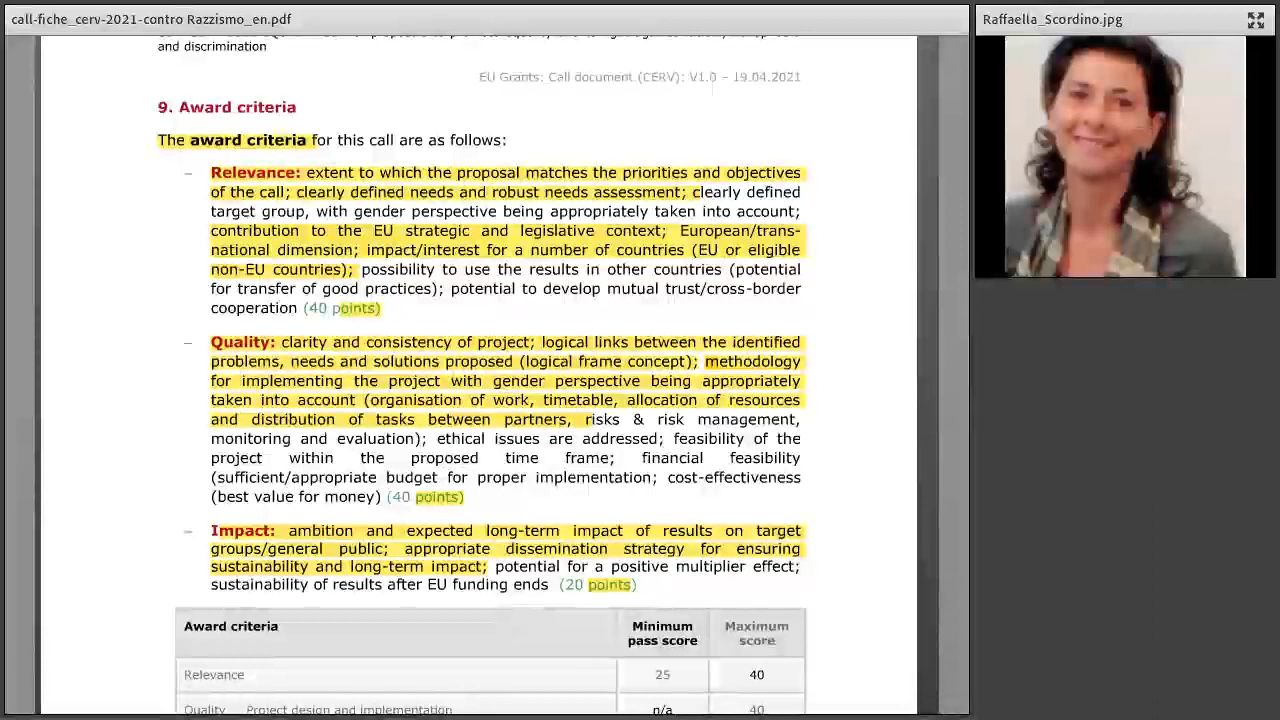 call-fiche_cerv-2021-contro Razzismo_en.pdf
Raffaella_Scordino.jpg
and discrimination
EU Grants: Call document (CERV): V1.0 – 19.04.2021
9. Award criteria
The award criteria for this call are as follows:
– Relevance: extent to which the proposal matches the priorities and objectives
of the call; clearly defined needs and robust needs assessment; clearly defined
target group, with gender perspective being appropriately taken into account;
contribution to the EU strategic and legislative context; European/trans-
national dimension; impact/interest for a number of countries (EU or eligible
non-EU countries); possibility to use the results in other countries (potential
for transfer of good practices); potential to develop mutual trust/cross-border
cooperation (40 points)
– Quality: clarity and consistency of project; logical links between the identified
problems, needs and solutions proposed (logical frame concept); methodology
for implementing the project with gender perspective being appropriately
taken into account (organisation of work, timetable, allocation of resources
and distribution of tasks between partners, risks & risk management,
monitoring and evaluation); ethical issues are addressed; feasibility of the
project within the proposed time frame; financial feasibility
(sufficient/appropriate budget for proper implementation; cost-effectiveness
(best value for money) (40 points)
– Impact: ambition and expected long-term impact of results on target
groups/general public; appropriate dissemination strategy for ensuring
sustainability and long-term impact; potential for a positive multiplier effect;
sustainability of results after EU funding ends (20 points)
Award criteria Minimum pass score Maximum score
Relevance 25 40
Quality Project design and implementation n/a 40